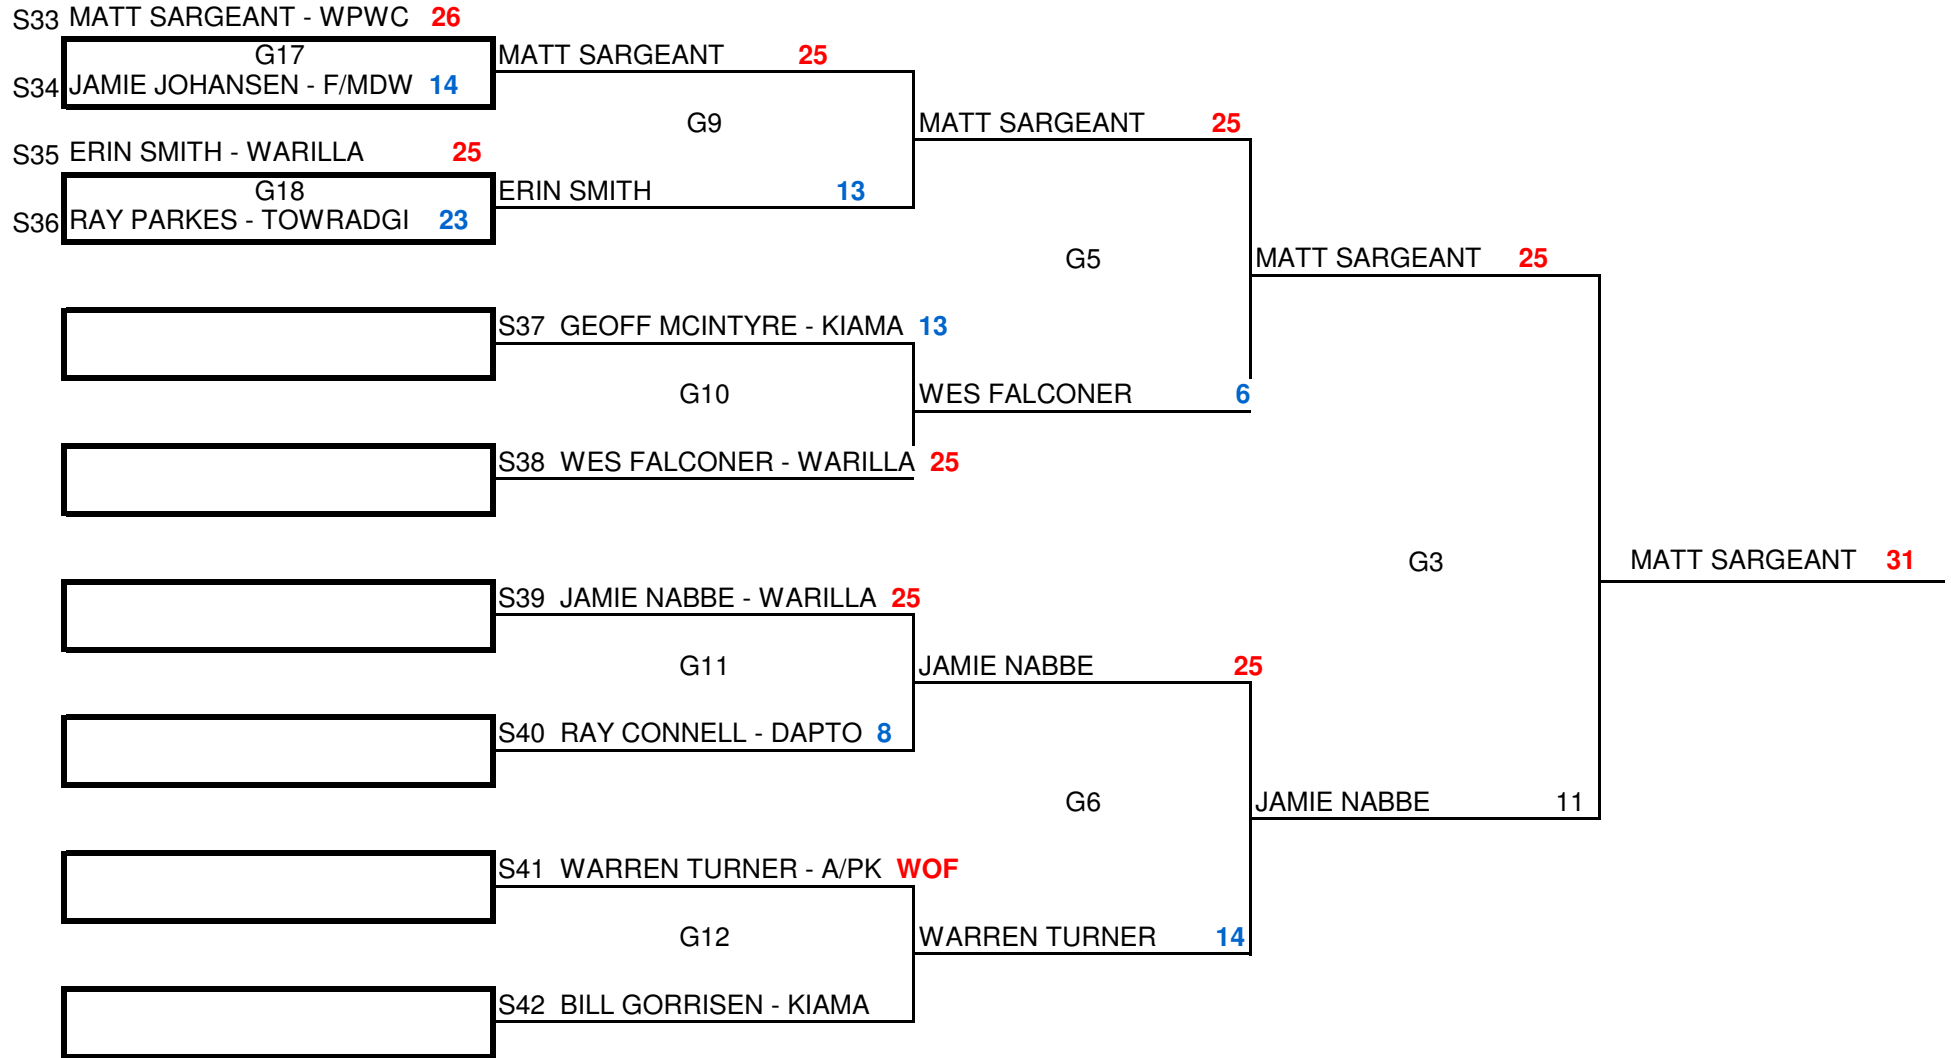 S33 MATT SARGEANT - WPWC 26
G17
MATT SARGEANT 25
S34 JAMIE JOHANSEN - F/MDW 14
G9
MATT SARGEANT 25
S35 ERIN SMITH - WARILLA 25
G18
ERIN SMITH 13
S36 RAY PARKES - TOWRADGI 23
G5
MATT SARGEANT 25
S37 GEOFF MCINTYRE - KIAMA 13
G10
WES FALCONER 6
S38 WES FALCONER - WARILLA 25
G3
MATT SARGEANT 31
S39 JAMIE NABBE - WARILLA 25
G11
JAMIE NABBE 25
S40 RAY CONNELL - DAPTO 8
G6
JAMIE NABBE 11
S41 WARREN TURNER - A/PK WOF
G12
WARREN TURNER 14
S42 BILL GORRISEN - KIAMA